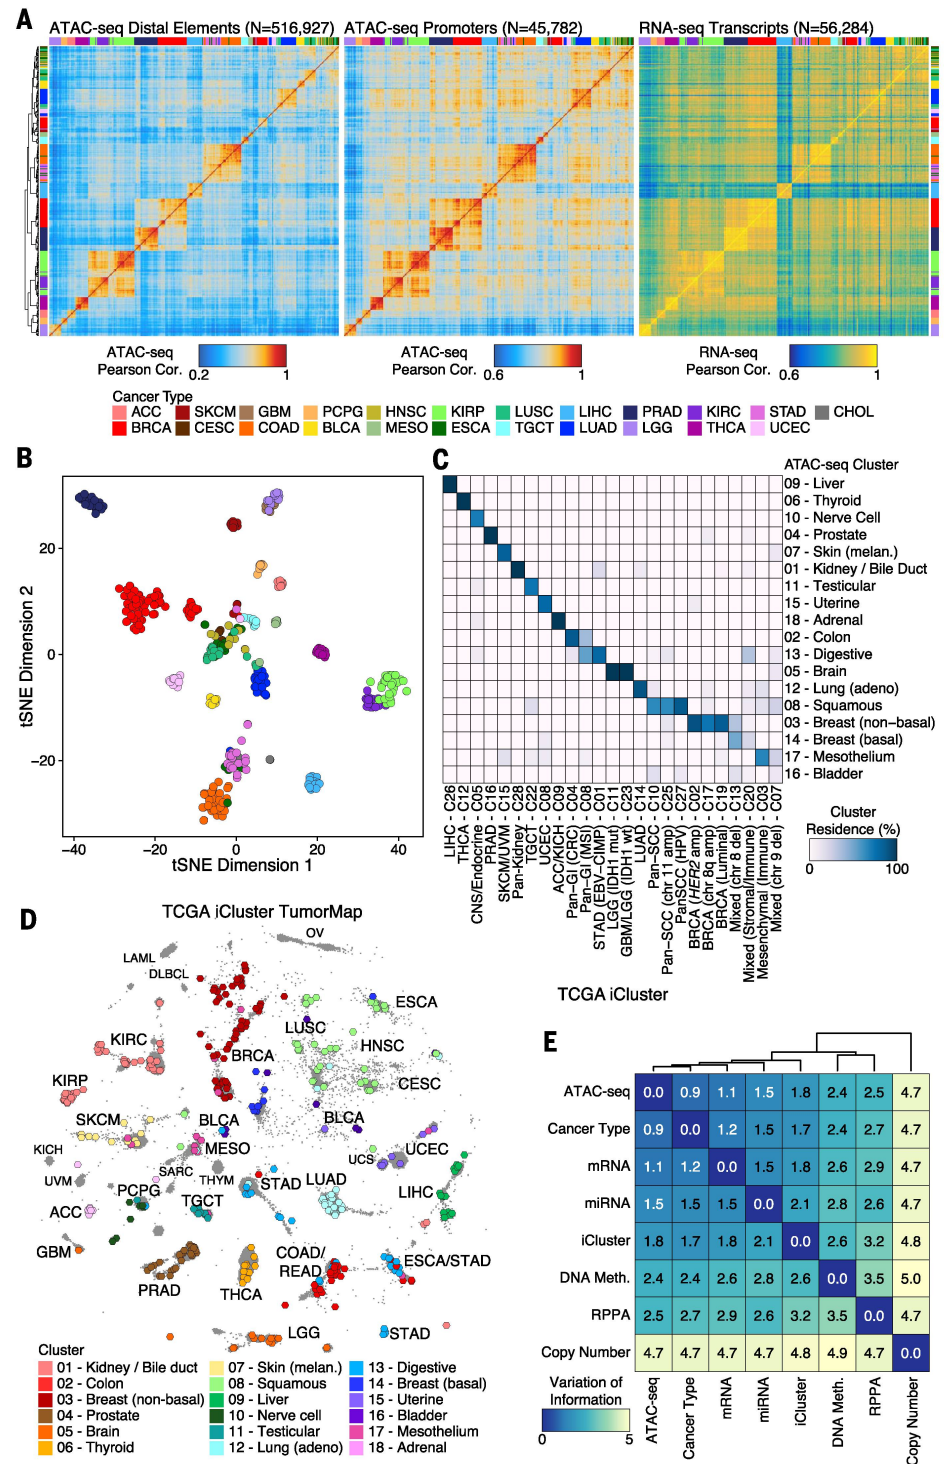 A
ATAC-seq Distal Elements (N=516,927)
ATAC-seq Promoters (N=45,782)
RNA-seq Transcripts (N=56,284)
ATAC-seq
Pearson Cor.
0.2
1
ATAC-seq
Pearson Cor.
0.6
1
RNA-seq
Pearson Cor.
0.6
1
Cancer Type
ACC SKCM GBM PCPG HNSC KIRP LUSC LIHC PRAD KIRC STAD CHOL
BRCA CESC COAD BLCA MESO ESCA TGCT LUAD LGG THCA UCEC
B
tSNE Dimension 2
20
0
−20
−40
−20
0
20
40
tSNE Dimension 1
C
ATAC-seq Cluster
09 - Liver
06 - Thyroid
10 - Nerve Cell
04 - Prostate
07 - Skin (melan.)
01 - Kidney / Bile Duct
11 - Testicular
15 - Uterine
18 - Adrenal
02 - Colon
13 - Digestive
05 - Brain
12 - Lung (adeno)
08 - Squamous
03 - Breast (non−basal)
14 - Breast (basal)
17 - Mesothelium
16 - Bladder
LIHC - C26
THCA - C12
CNS/Endocrine - C05
PRAD - C16
SKCM/UVM - C15
Pan-Kidney - C28
TGCT - C22
UCEC - C08
ACC/KICH - C09
Pan-GI (CRC) - C04
Pan-GI (MSI) - C18
STAD (EBV−CIMP) - C01
LGG (IDH1 mut) - C11
GBM/LGG (IDH1 wt) - C23
LUAD - C14
Pan−SCC - C10
Pan−SCC (chr 11 amp) - C25
PanSCC (HPV) - C27
BRCA (HER2 amp) - C02
BRCA (chr 8q amp) - C17
BRCA (Luminal) - C19
Mixed (chr 8 del) - C13
Mixed (Stromal/Immune) - C20
Mesenchymal (Immune) - C03
Mixed (chr 9 del) - C07
TCGA iCluster
Cluster
Residence (%)
0
100
D
TCGA iCluster TumorMap
OV
LAML
DLBCL
ESCA
LUSC
KIRC
HNSC
BRCA
KIRP
CESC
SKCM
BLCA
BLCA
KICH
MESO
UCEC
UCS
SARC
UVM
THYM
STAD
LUAD
PCPG
LIHC
ACC
TGCT
GBM
COAD/
READ
ESCA/STAD
PRAD
THCA
LGG
STAD
Cluster
01 - Kidney / Bile duct
02 - Colon
03 - Breast (non-basal)
04 - Prostate
05 - Brain
06 - Thyroid
07 - Skin (melan.)
08 - Squamous
09 - Liver
10 - Nerve cell
11 - Testicular
12 - Lung (adeno)
13 - Digestive
14 - Breast (basal)
15 - Uterine
16 - Bladder
17 - Mesothelium
18 - Adrenal
E
ATAC-seq 0.0 0.9 1.1 1.5 1.8 2.4 2.5 4.7
Cancer Type 0.9 0.0 1.2 1.5 1.7 2.4 2.7 4.7
mRNA 1.1 1.2 0.0 1.5 1.8 2.6 2.9 4.7
miRNA 1.5 1.5 1.5 0.0 2.1 2.8 2.6 4.7
iCluster 1.8 1.7 1.8 2.1 0.0 2.6 3.2 4.8
DNA Meth. 2.4 2.4 2.6 2.8 2.6 0.0 3.5 5.0
RPPA 2.5 2.7 2.9 2.6 3.2 3.5 0.0 4.7
Copy Number 4.7 4.7 4.7 4.7 4.8 4.9 4.7 0.0
ATAC-seq
Cancer Type
mRNA
miRNA
iCluster
DNA Meth.
RPPA
Copy Number
Variation of
Information
0
5